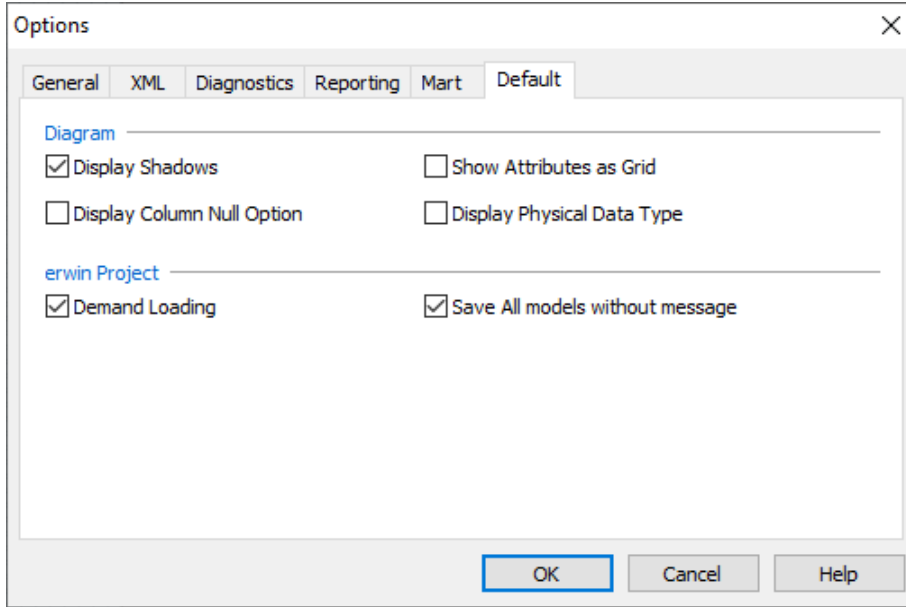 Options
General XML Diagnostics Reporting Mart Default
Diagram
Display Shadows Show Attributes as Grid
Display Column Null Option Display Physical Data Type
erwin Project
Demand Loading Save All models without message
OK Cancel Help